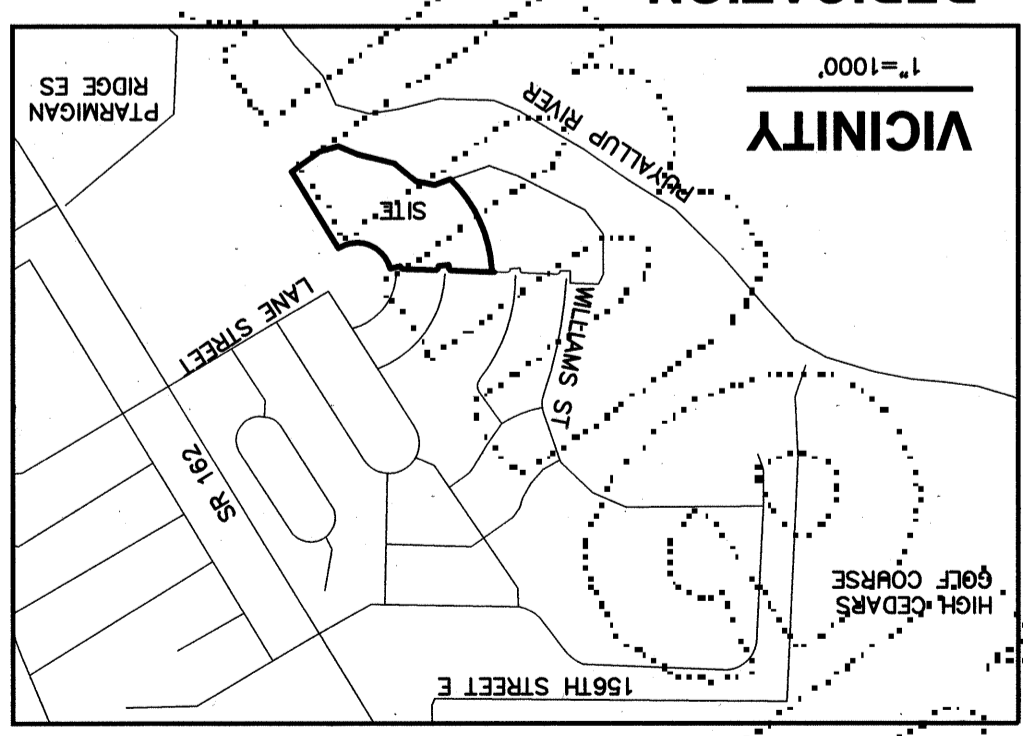 156TH STREET E
HIGH CEDARS
GOLF COURSE
SR 162
WILLIAMS ST
LANE STREET
SITE
PUYALLUP RIVER
PTARMIGAN
RIDGE ES
VICINITY
1"=1000'
DEDICATION